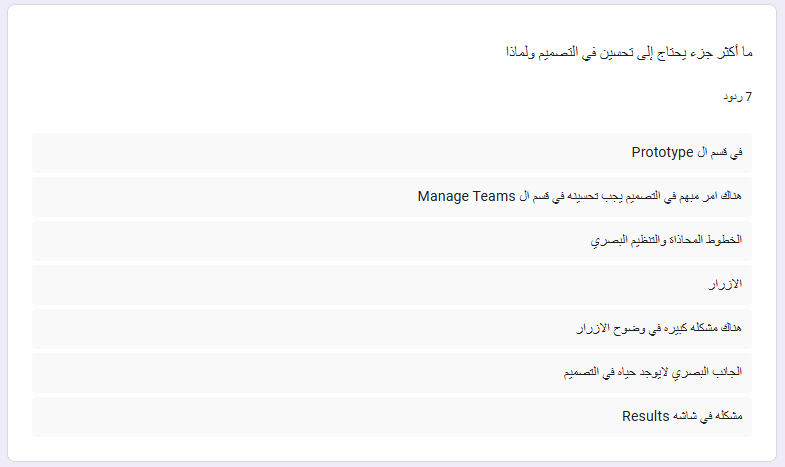 ما أكثر جزء يحتاج إلى تحسين في التصميم ولماذا
7 ردود
في قسم ال Prototype
هناك امر مبهم في التصميم يجب تحسينه في قسم ال Manage Teams
الخطوط المحاذاة والتنظيم البصري
الازرار
هناك مشكله كبيره في وضوح الازرار
الجانب البصري لايوجد حياه في التصميم
مشكله في شاشه Results